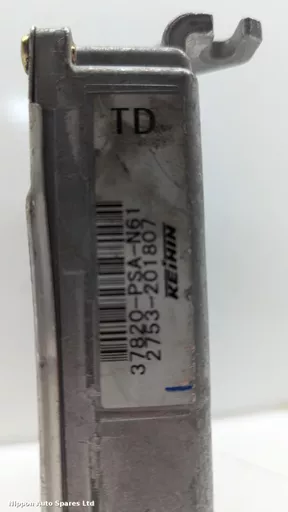 TD
37820-PSA-N61
2753-201807
KEIHIN
Nippon Auto Spares Ltd